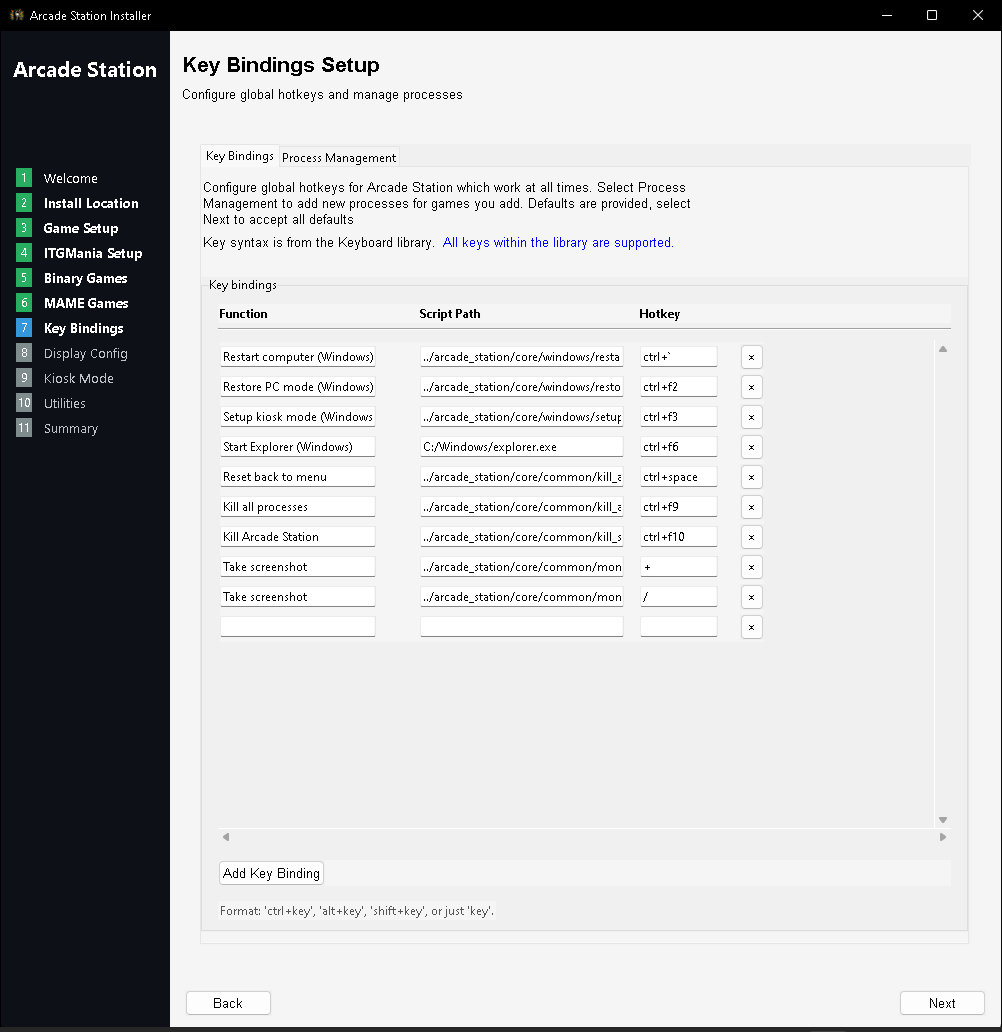 Arcade Station Installer
Arcade Station
1 Welcome
2 Install Location
3 Game Setup
4 ITGMania Setup
5 Binary Games
6 MAME Games
7 Key Bindings
8 Display Config
9 Kiosk Mode
10 Utilities
11 Summary
Key Bindings Setup
Configure global hotkeys and manage processes
Key Bindings Process Management
Configure global hotkeys for Arcade Station which work at all times. Select Process
Management to add new processes for games you add. Defaults are provided, select
Next to accept all defaults
Key syntax is from the Keyboard library. All keys within the library are supported.
Key bindings
Function Script Path Hotkey
Restart computer (Windows) ../arcade_station/core/windows/resta ctrl+` ×
Restore PC mode (Windows) ../arcade_station/core/windows/resto ctrl+f2 ×
Setup kiosk mode (Windows ../arcade_station/core/windows/setup ctrl+f3 ×
Start Explorer (Windows) C:/Windows/explorer.exe ctrl+f6 ×
Reset back to menu ../arcade_station/core/common/kill_a ctrl+space ×
Kill all processes ../arcade_station/core/common/kill_a ctrl+f9 ×
Kill Arcade Station ../arcade_station/core/common/kill_s ctrl+f10 ×
Take screenshot ../arcade_station/core/common/mon + ×
Take screenshot ../arcade_station/core/common/mon / ×
×
Add Key Binding
Format: 'ctrl+key', 'alt+key', 'shift+key', or just 'key'.
Back Next